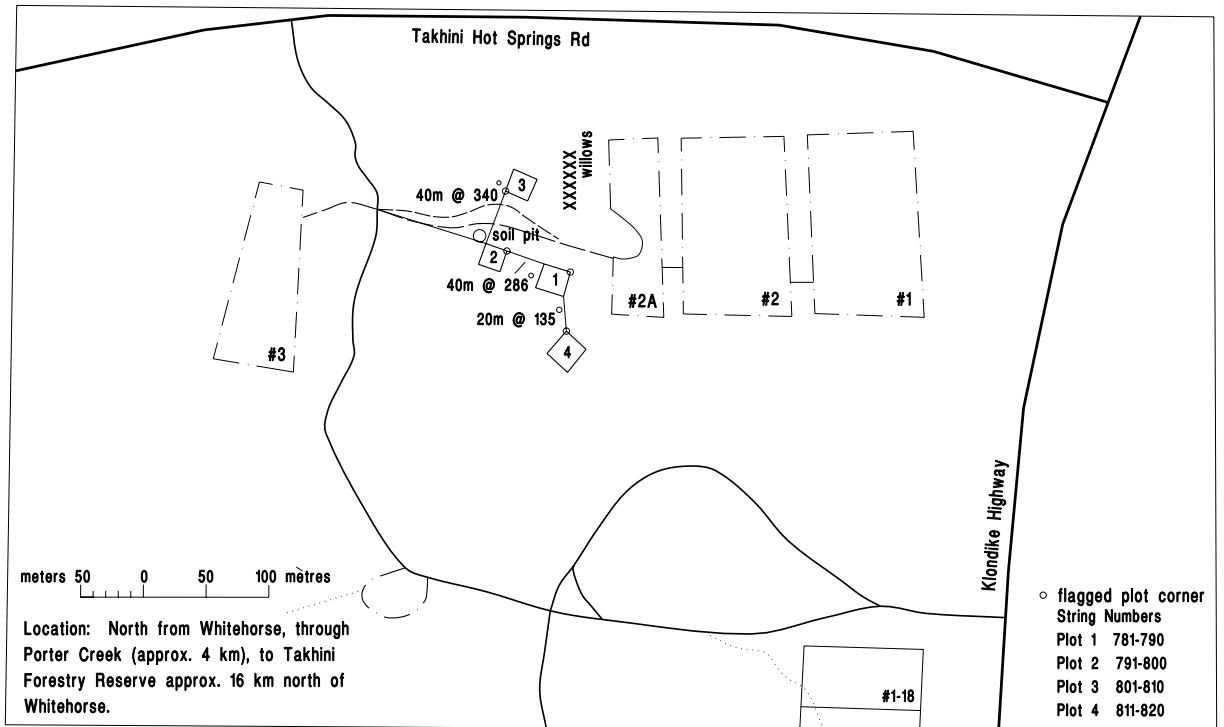 Takhini Hot Springs Rd
XXXXXX
willows
3
40m @ 340°
soil pit
2
40m @ 286°
1
20m @ 135°
4
#2A
#2
#1
#3
Klondike Highway
meters 50 0 50 100 metres
Location: North from Whitehorse, through
Porter Creek (approx. 4 km), to Takhini
Forestry Reserve approx. 16 km north of
Whitehorse.
#1-18
○ flagged plot corner
String Numbers
Plot 1 781-790
Plot 2 791-800
Plot 3 801-810
Plot 4 811-820